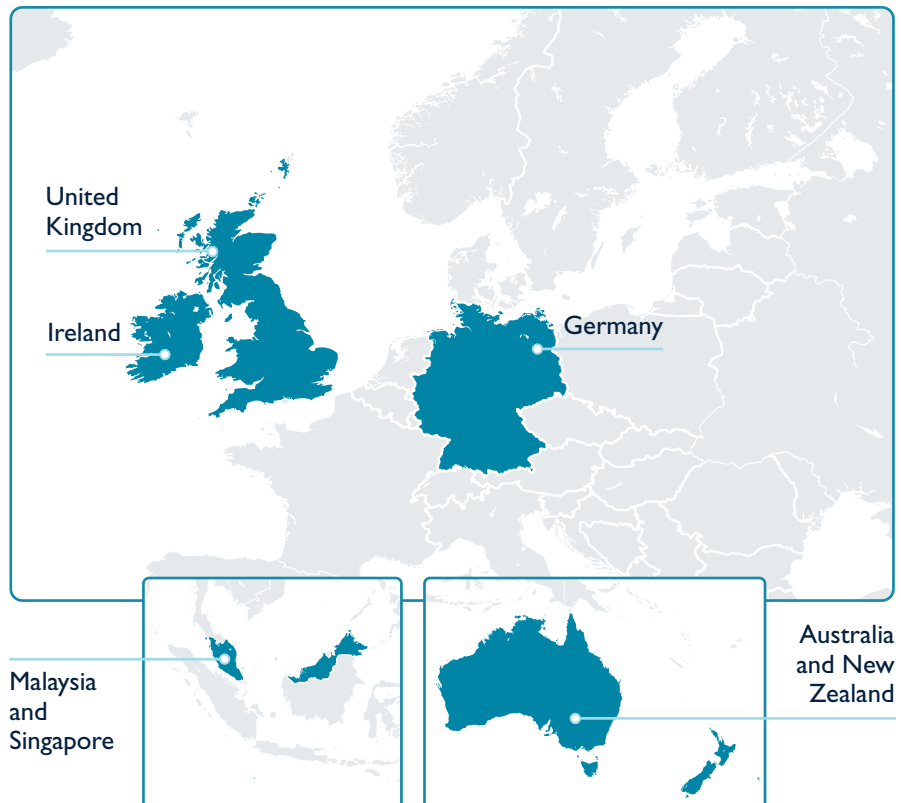 United
Kingdom
Ireland
Germany
Malaysia
and
Singapore
Australia
and New
Zealand